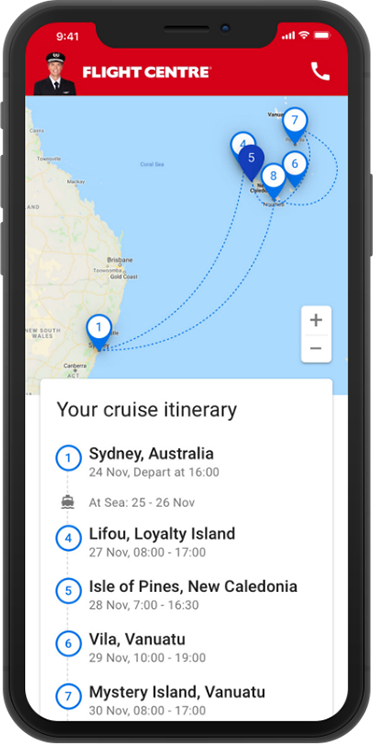 9:41
FLIGHT CENTRE
Townsville
Coral Sea
Mackay
7
4
5
6
8
Brisbane
Toowoomba
Gold Coast
1
NEW SOUTH
WALES
Canberra
ACT
+
−
Your cruise itinerary
1
Sydney, Australia
24 Nov, Depart at 16:00
At Sea: 25 - 26 Nov
4
Lifou, Loyalty Island
27 Nov, 08:00 - 17:00
5
Isle of Pines, New Caledonia
28 Nov, 7:00 - 16:30
6
Vila, Vanuatu
29 Nov, 10:00 - 19:00
7
Mystery Island, Vanuatu
30 Nov, 08:00 - 17:00